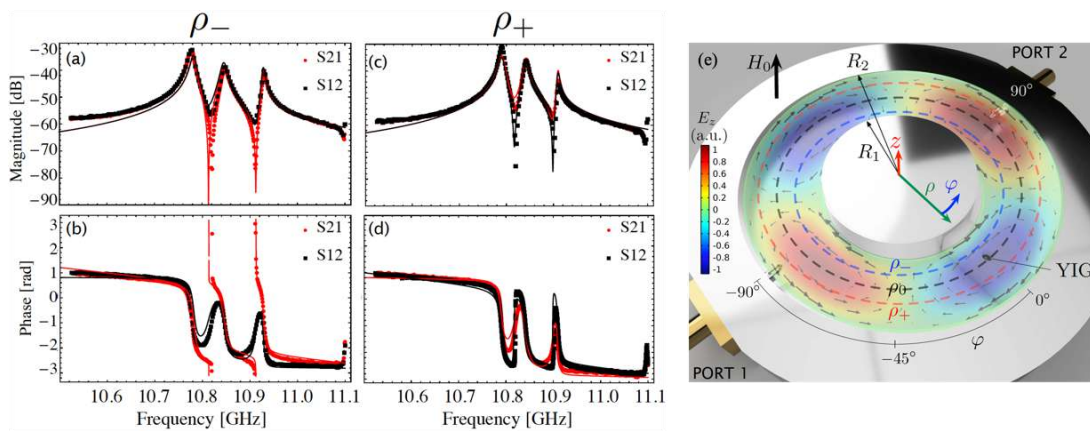 ρ−
ρ+
(a)
S21
S12
Magnitude [dB]
−30
−40
−50
−60
−70
−80
−90
(c)
S21
S12
(b)
S21
S12
Phase [rad]
3
2
1
0
−1
−2
−3
10.6
10.7
10.8
10.9
11.0
11.1
Frequency [GHz]
(d)
S21
S12
10.6
10.7
10.8
10.9
11.0
11.1
Frequency [GHz]
(e)
H0
R2
R1
PORT 2
90°
Ez
(a.u.)
1
0.8
0.6
0.4
0.2
0
-0.2
-0.4
-0.6
-0.8
-1
z
ρ
φ
ρ−
ρ0
ρ+
YIG
−90°
0°
−45°
φ
PORT 1